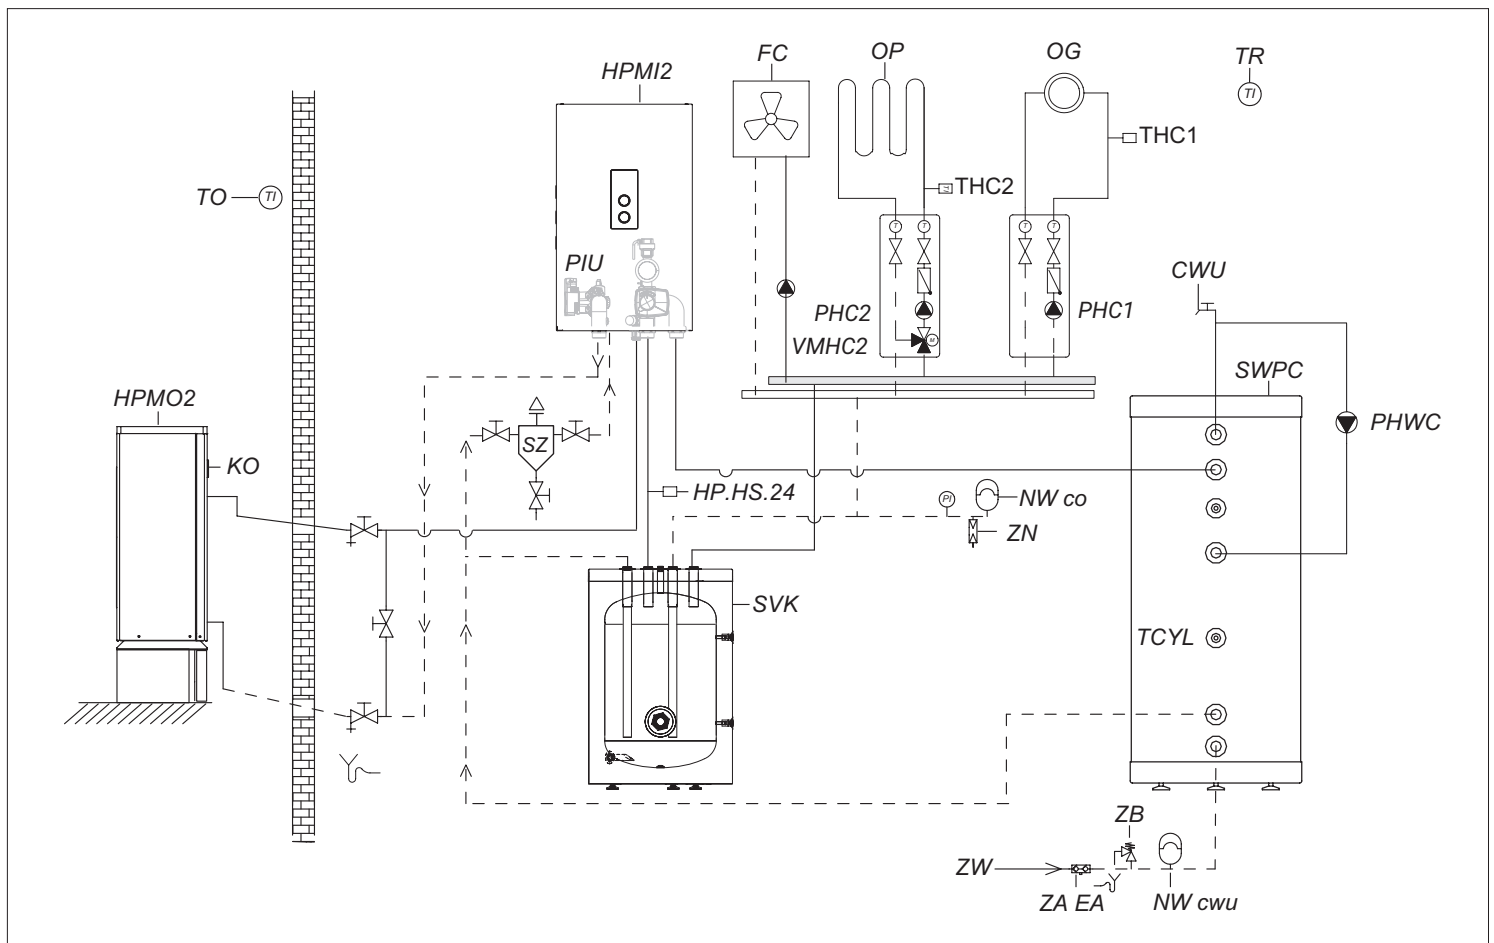 FC
OP
OG
TR
HPMI2
TI
THC1
TO
TI
THC2
T
T
T
T
PIU
CWU
PHC2
PHC1
VMHC2
M
SWPC
HPMO2
PHWC
SZ
KO
HP.HS.24
NW co
PI
ZN
SVK
TCYL
ZB
ZW
ZA EA
NW cwu